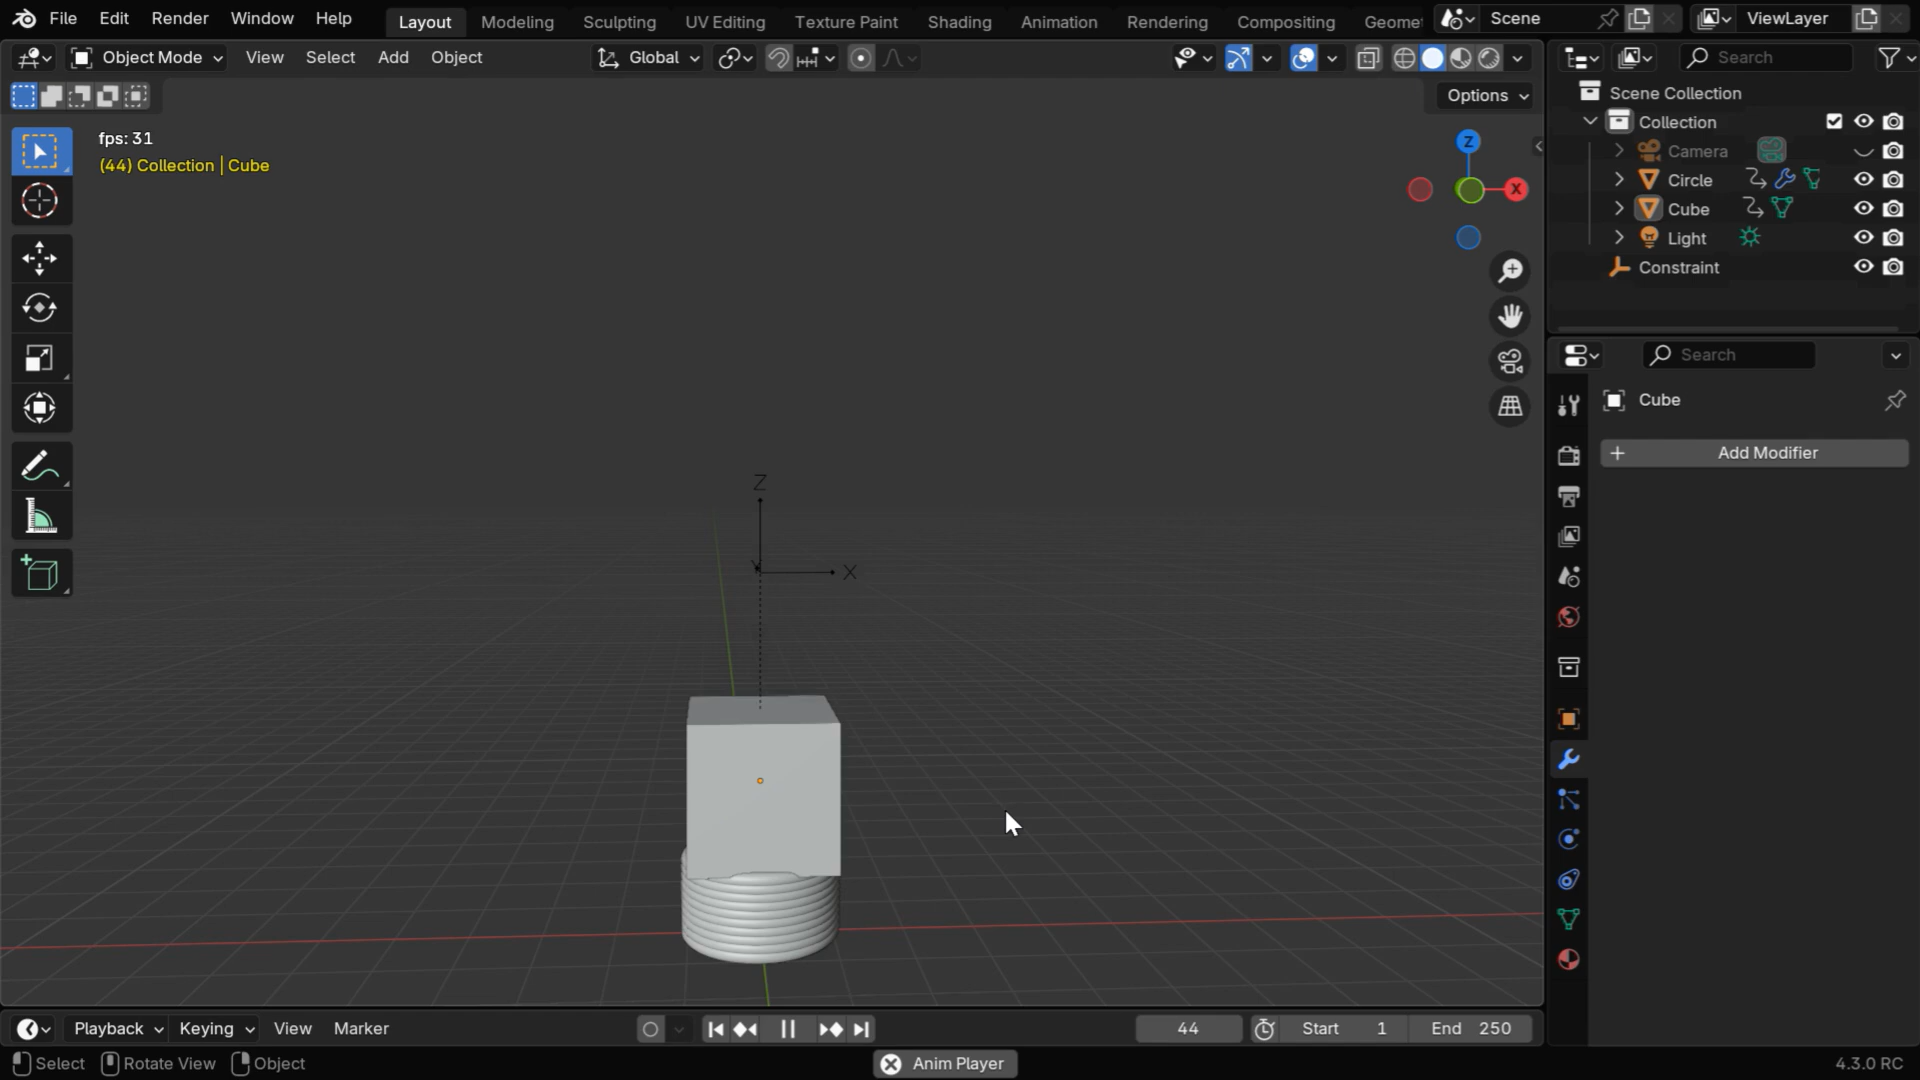 File Edit Render Window Help Layout Modeling Sculpting UV Editing Texture Paint Shading Animation Rendering Compositing Geomet Scene ViewLayer
Object Mode View Select Add Object Global Search
Options
fps: 31
(44) Collection | Cube
Scene Collection
Collection
Camera
Circle
Cube
Light
Constraint
Z
X
Search
Cube
Add Modifier
Z
Y
X
Playback Keying View Marker 44 Start 1 End 250
Select Rotate View Object Anim Player 4.3.0 RC